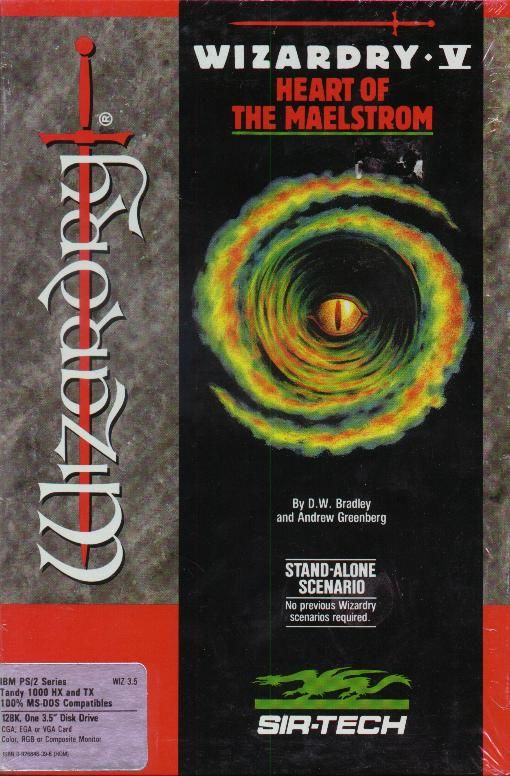 WIZARDRY · V
HEART OF
THE MAELSTROM
Wizardry
®
By D.W. Bradley
and Andrew Greenberg
STAND-ALONE
SCENARIO
No previous Wizardry
scenarios required.
IBM PS/2 Series WIZ 3.5
Tandy 1000 HX and TX
100% MS-DOS Compatibles
128K, One 3.5" Disk Drive
CGA, EGA or VGA Card
Color, RGB or Composite Monitor
ISBN
SIR-TECH